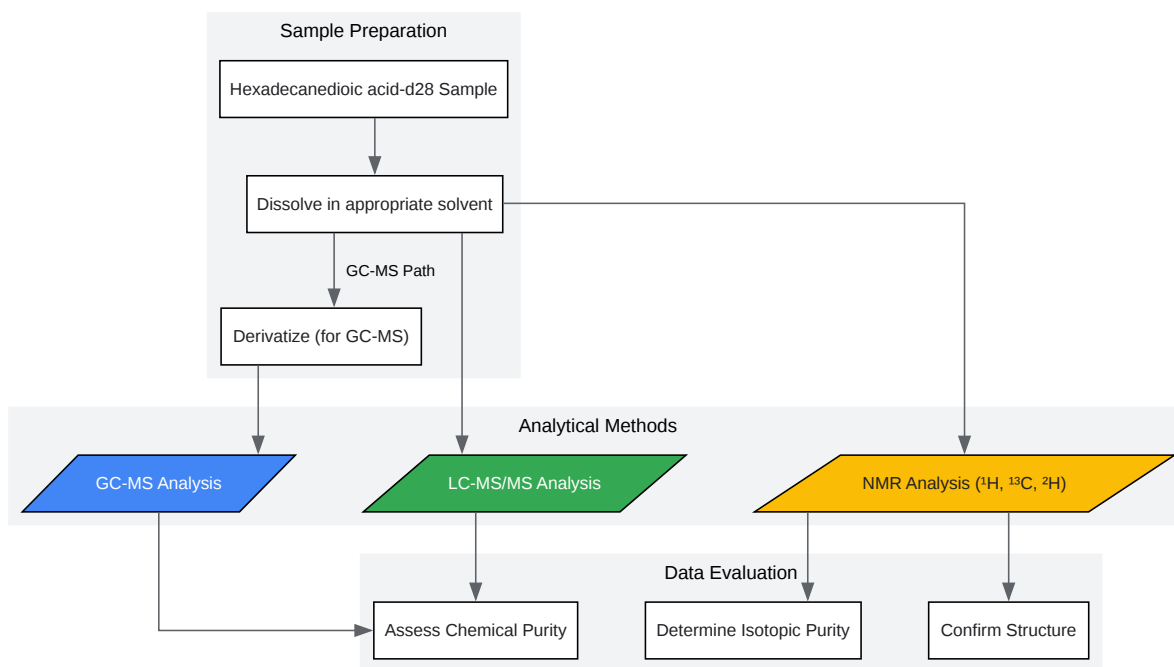 Sample Preparation
Hexadecanedioic acid-d28 Sample
Dissolve in appropriate solvent
GC-MS Path
Derivatize (for GC-MS)
Analytical Methods
GC-MS Analysis
LC-MS/MS Analysis
NMR Analysis (¹H, ¹³C, ²H)
Data Evaluation
Assess Chemical Purity
Determine Isotopic Purity
Confirm Structure